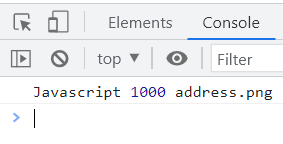 Elements Console
top Filter
Javascript 1000 address.png
>